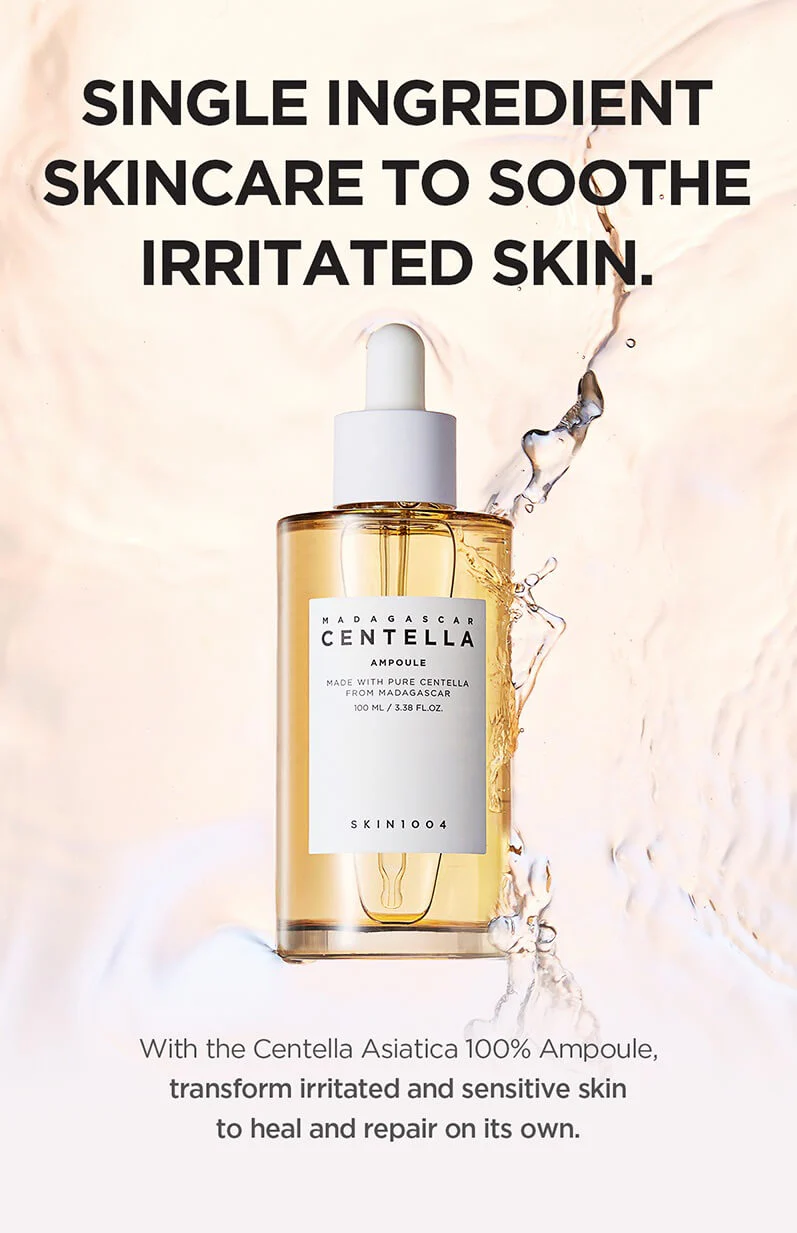 SINGLE INGREDIENT
SKINCARE TO SOOTHE
IRRITATED SKIN.
MADAGASCAR
CENTELLA
AMPOULE
MADE WITH PURE CENTELLA
FROM MADAGASCAR
100 ML / 3.38 FL.OZ.
SKIN1004
With the Centella Asiatica 100% Ampoule,
transform irritated and sensitive skin
to heal and repair on its own.